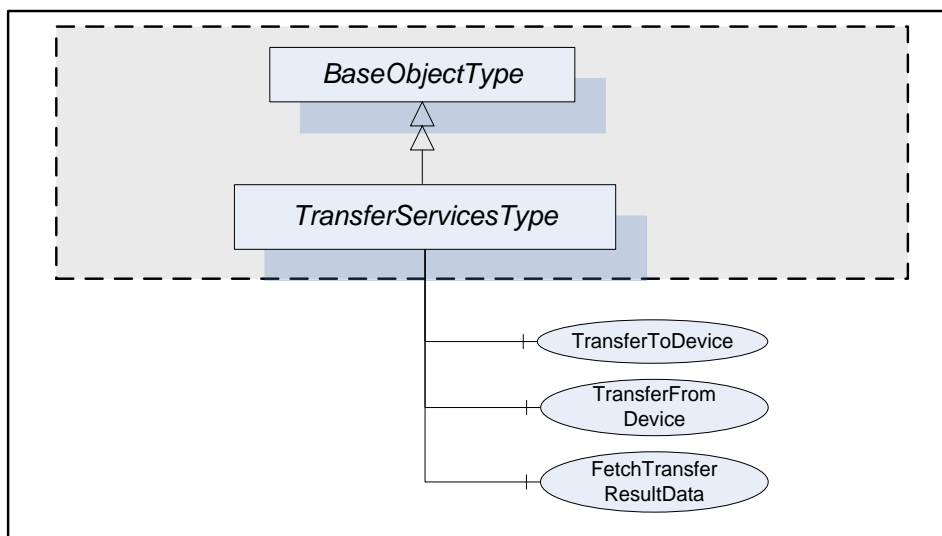 BaseObjectType
TransferServicesType
TransferToDevice
TransferFrom
Device
FetchTransfer
ResultData